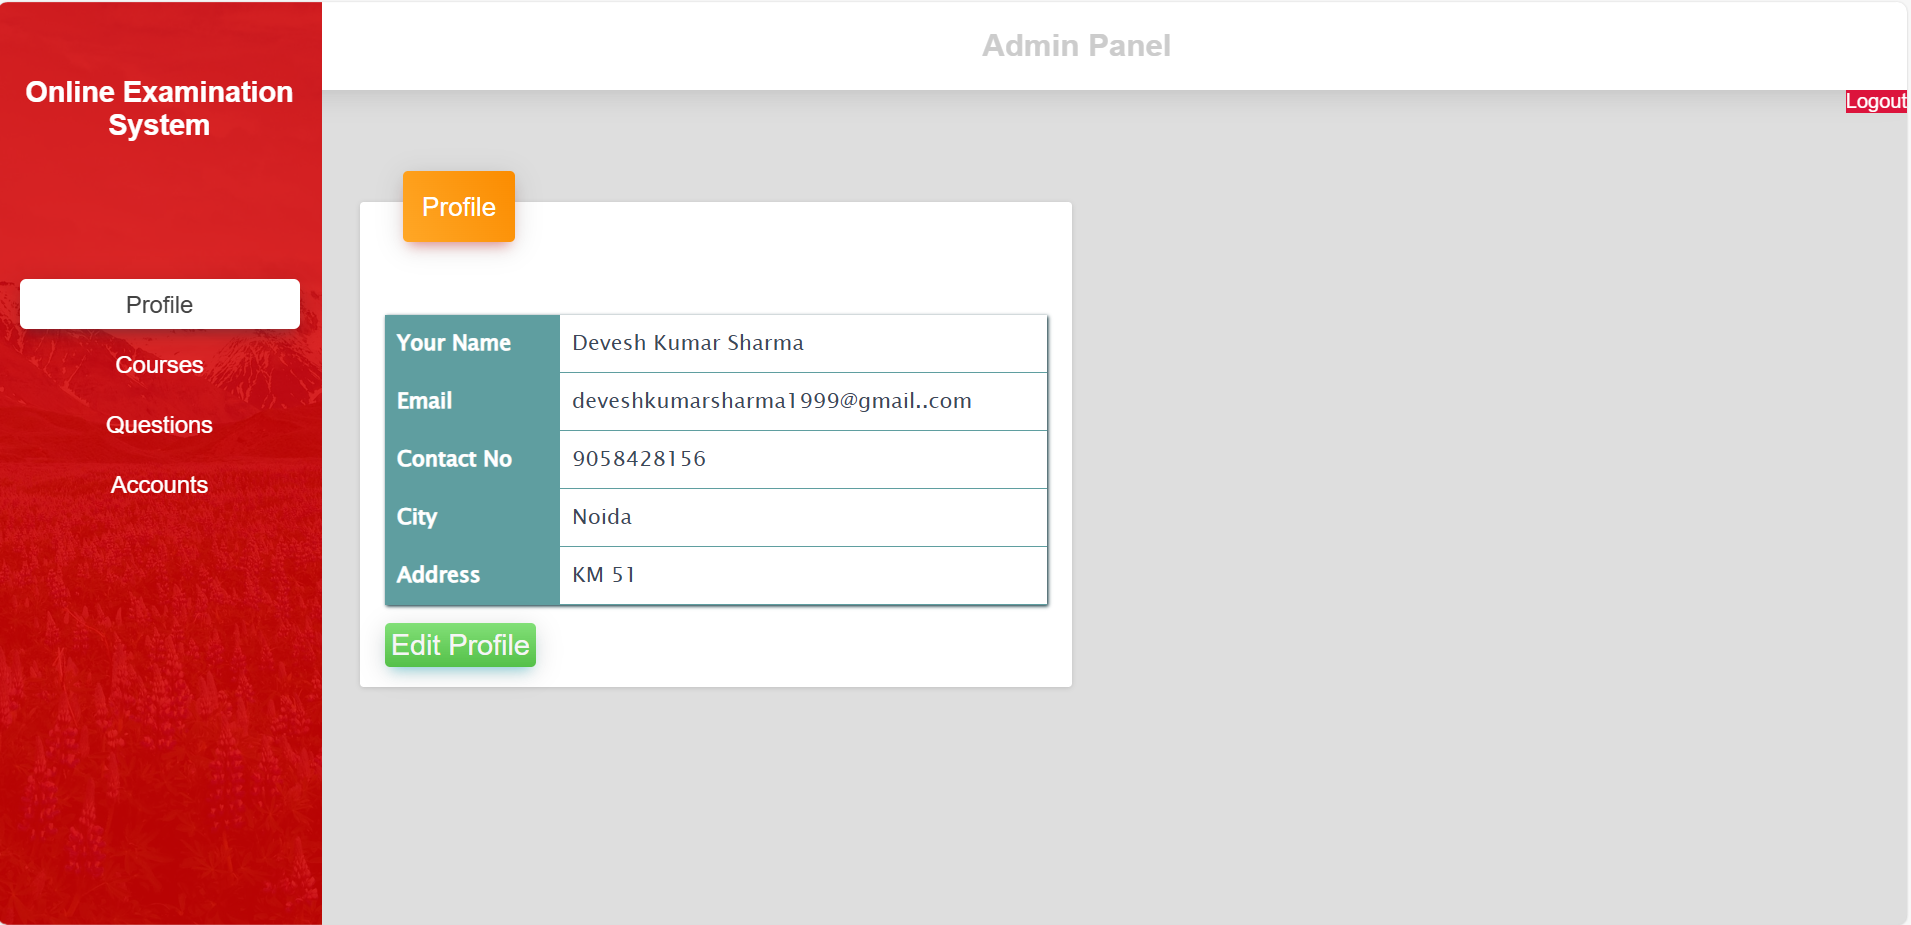 Online Examination
System
Profile
Courses
Questions
Accounts
Admin Panel
Logout
Profile
Your Name Devesh Kumar Sharma
Email deveshkumarsharma1999@gmail..com
Contact No 9058428156
City Noida
Address KM 51
Edit Profile